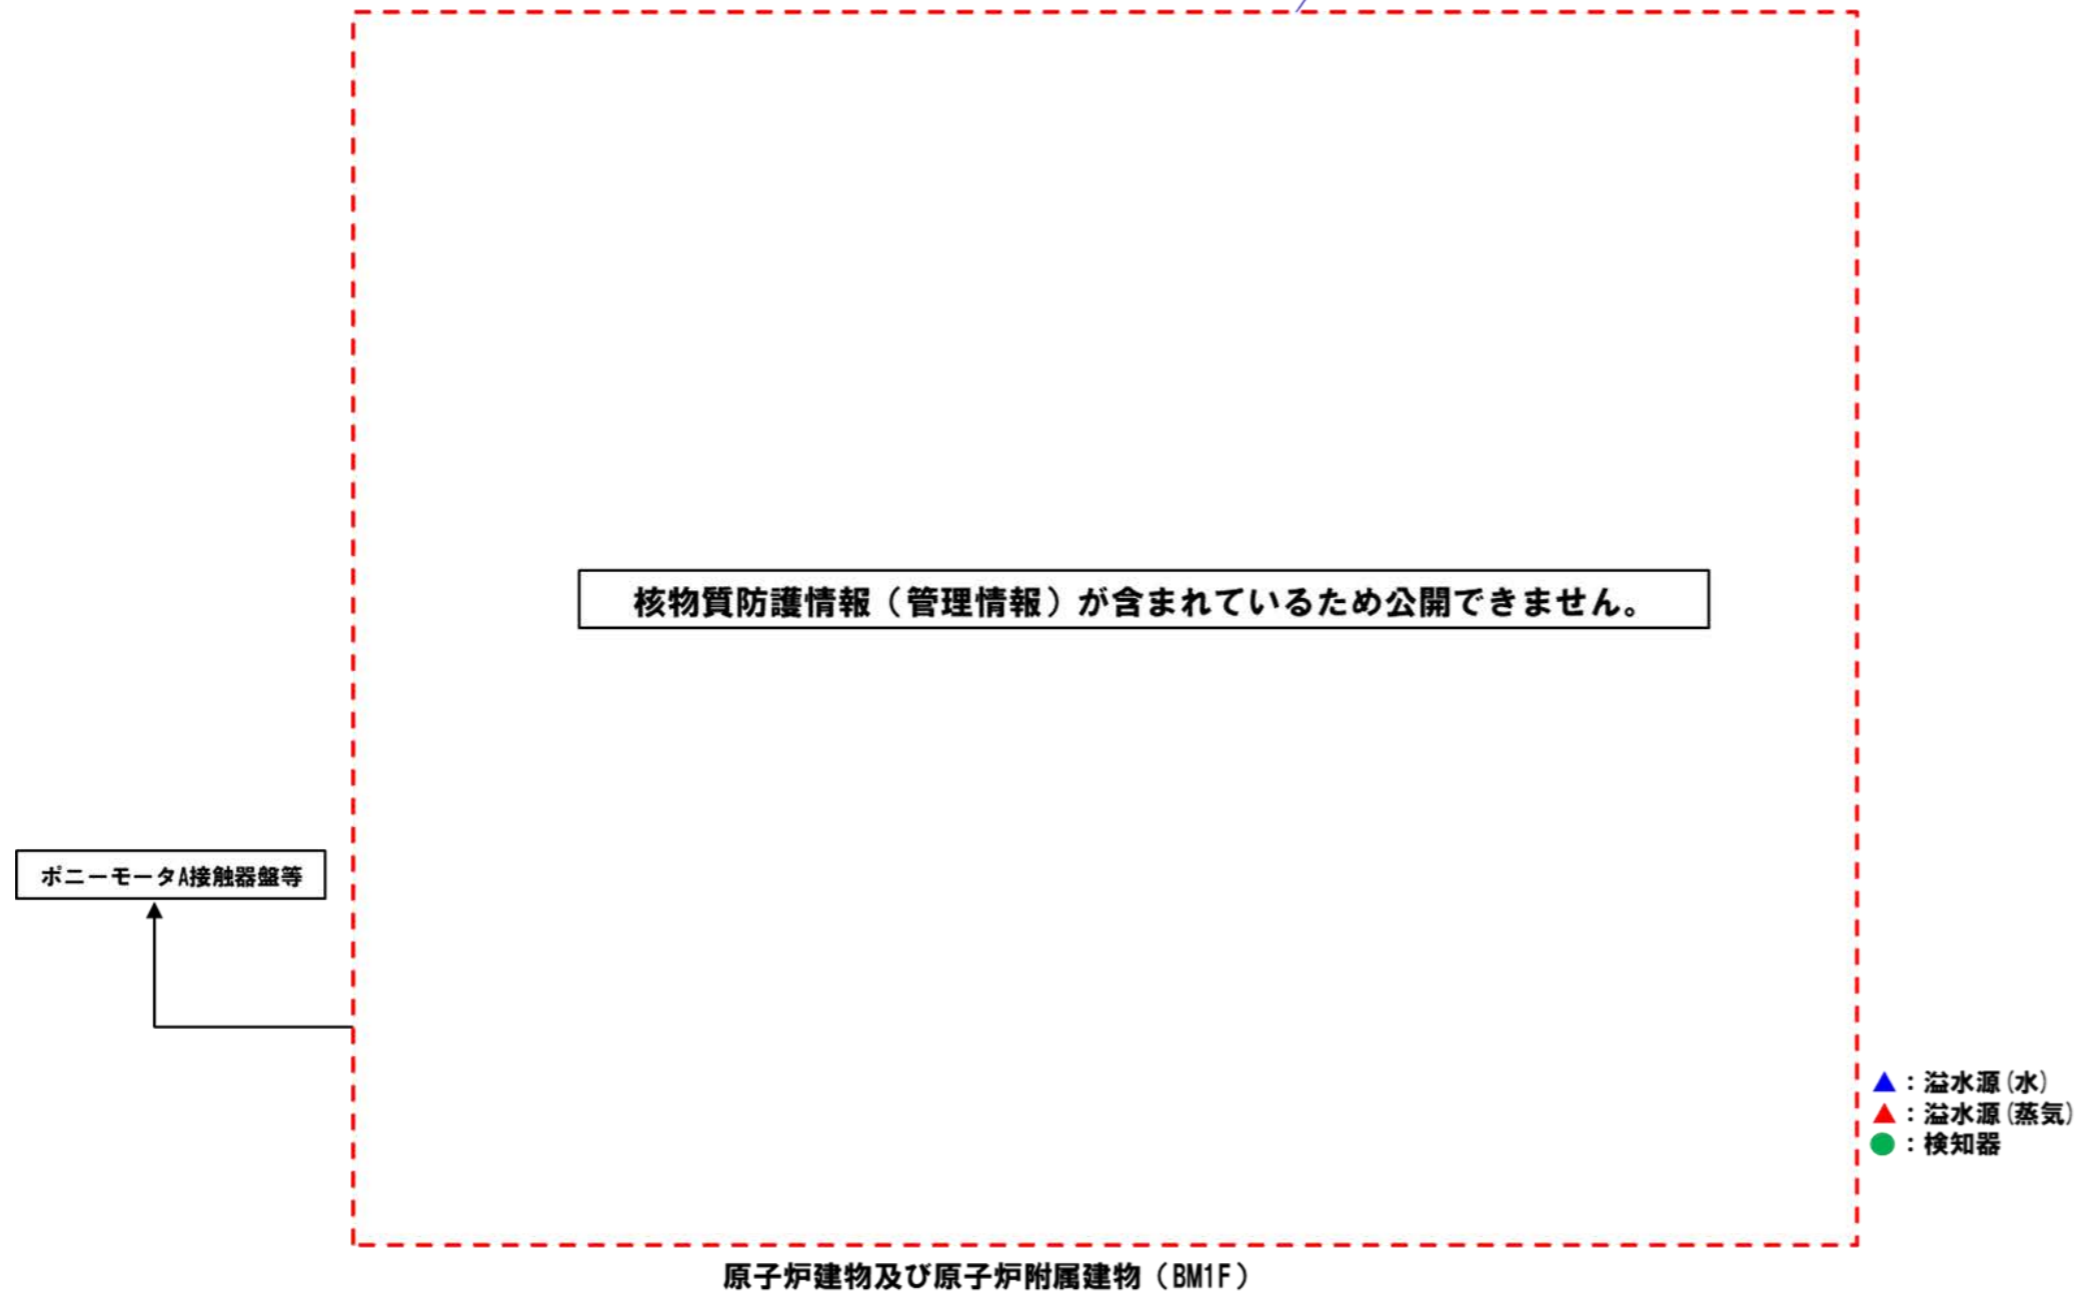 核物質防護情報（管理情報）が含まれているため公開できません。
ポニーモータA接触器盤等
▲：溢水源(水)
▲：溢水源(蒸気)
●：検知器
原子炉建物及び原子炉附属建物（BM1F）